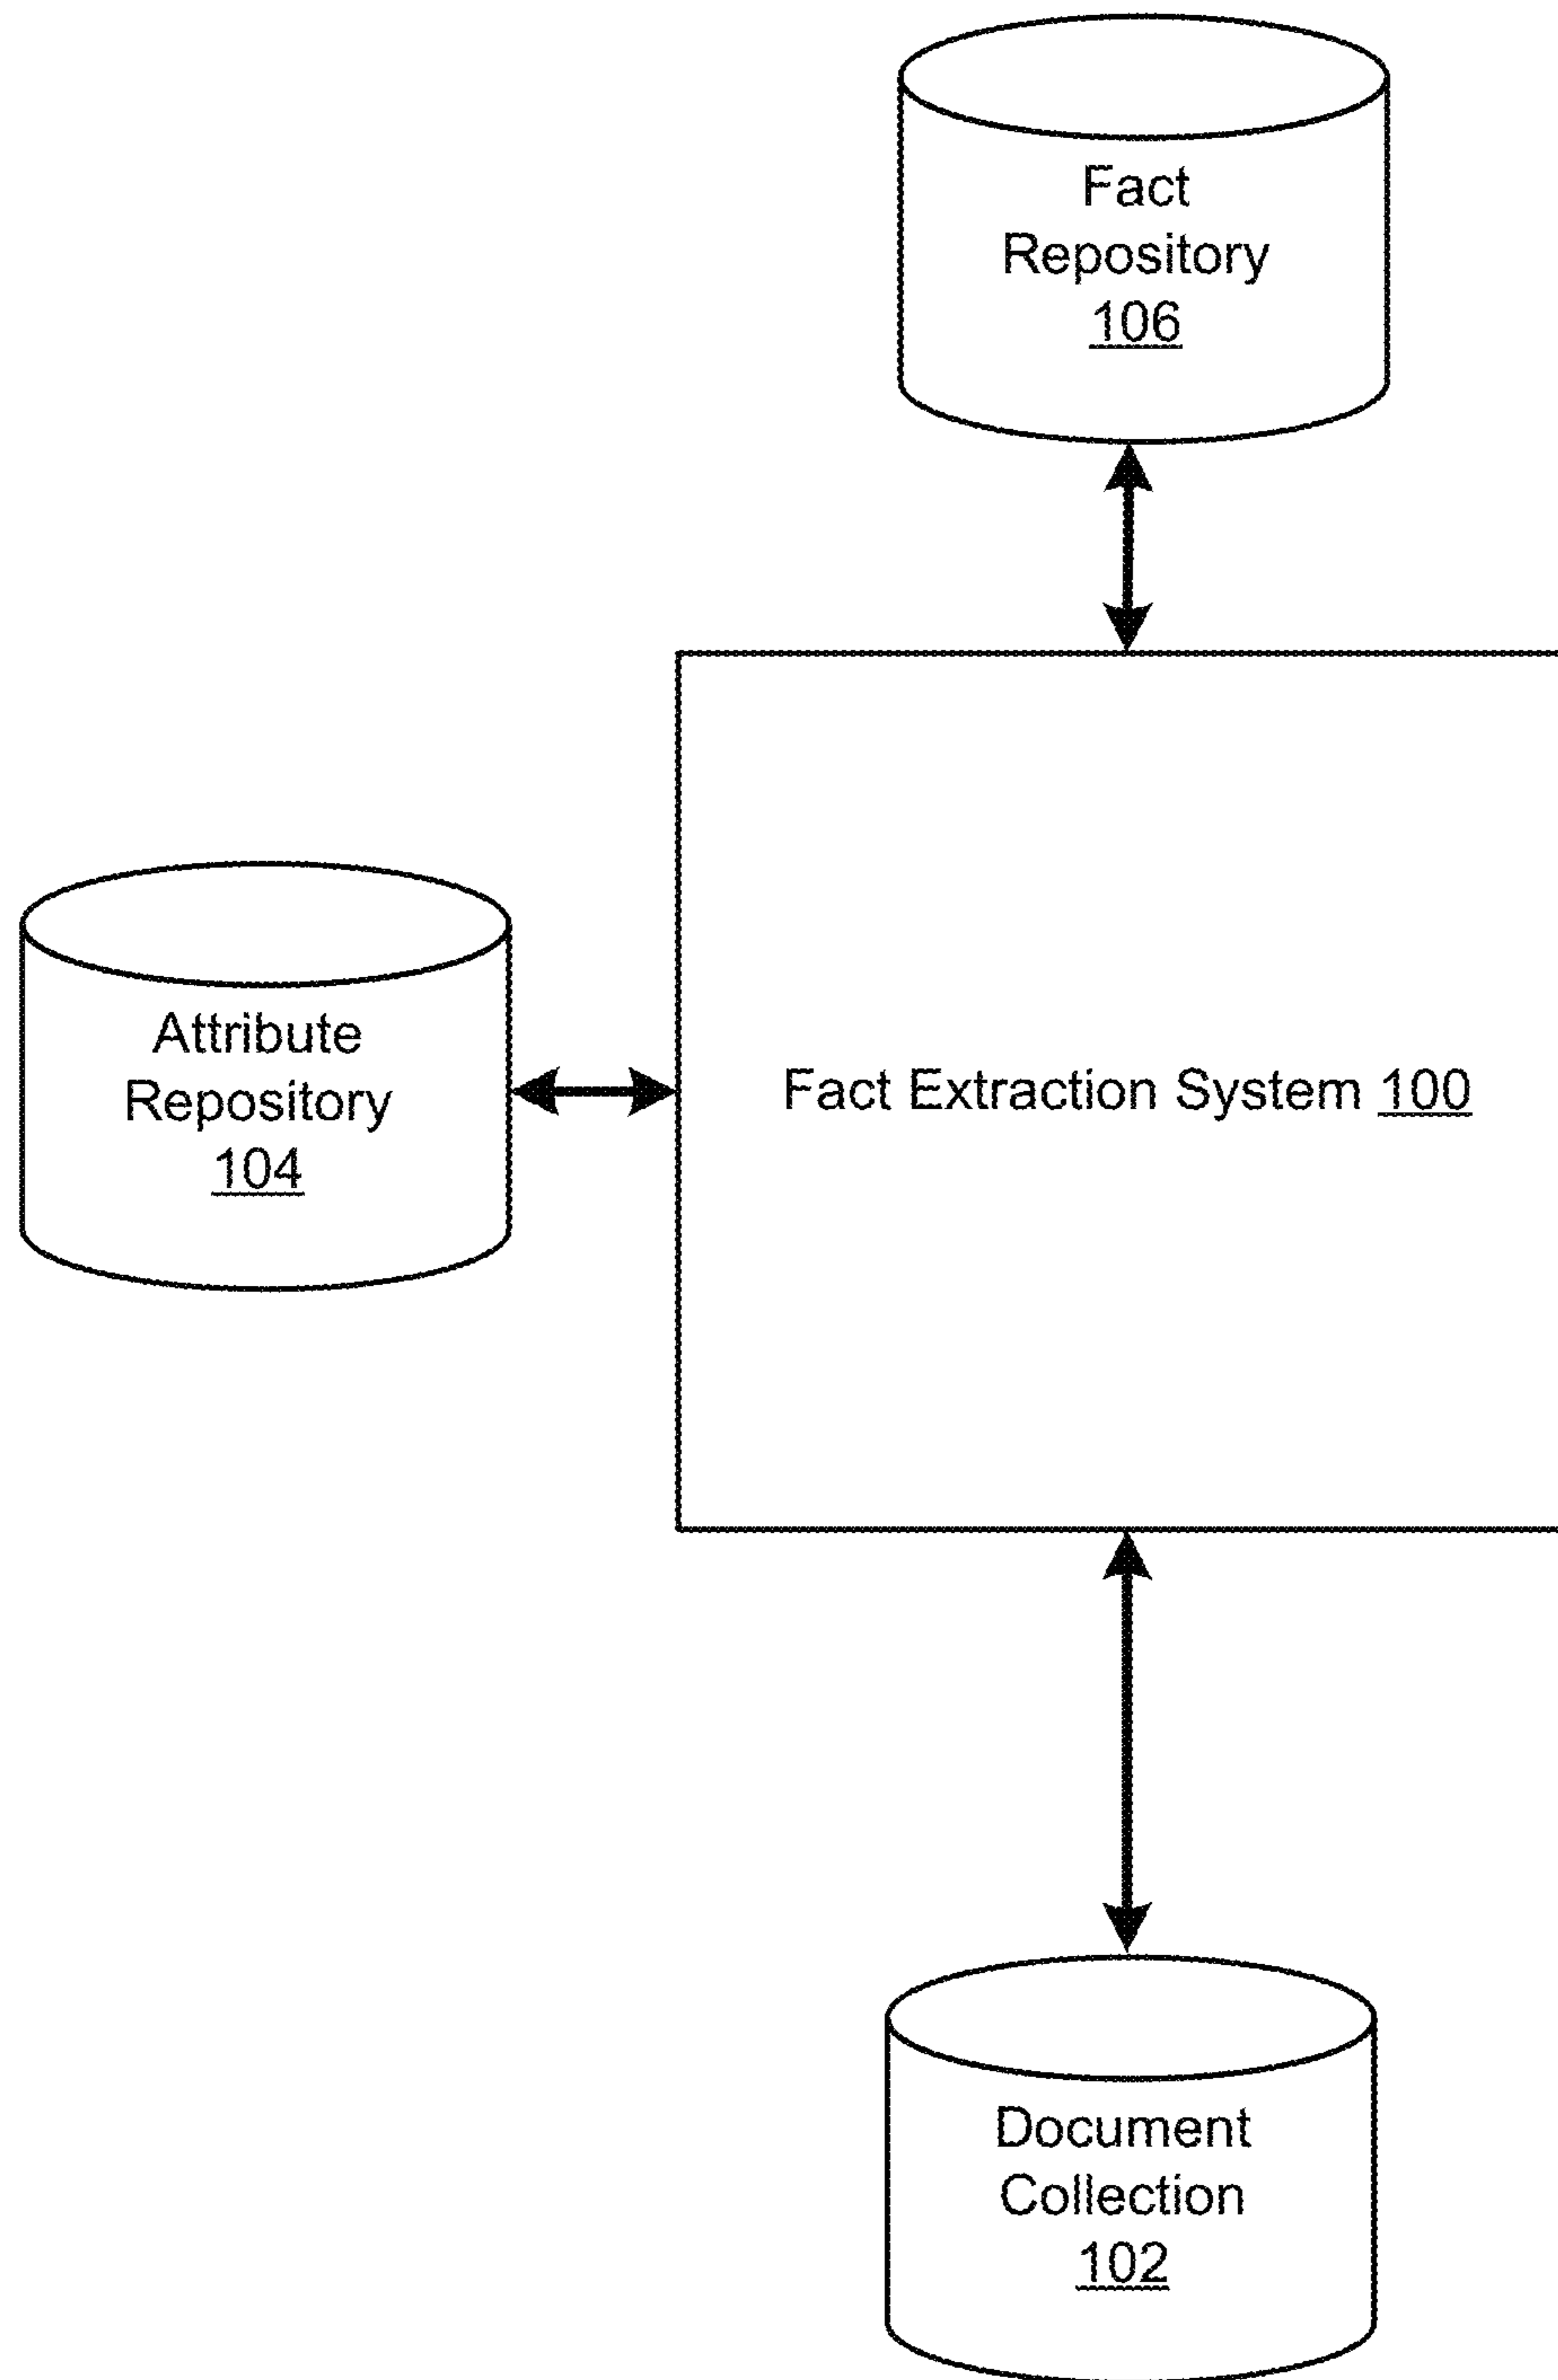 Fact
Repository
106
Attribute
Repository
104
Fact Extraction System 100
Document
Collection
102